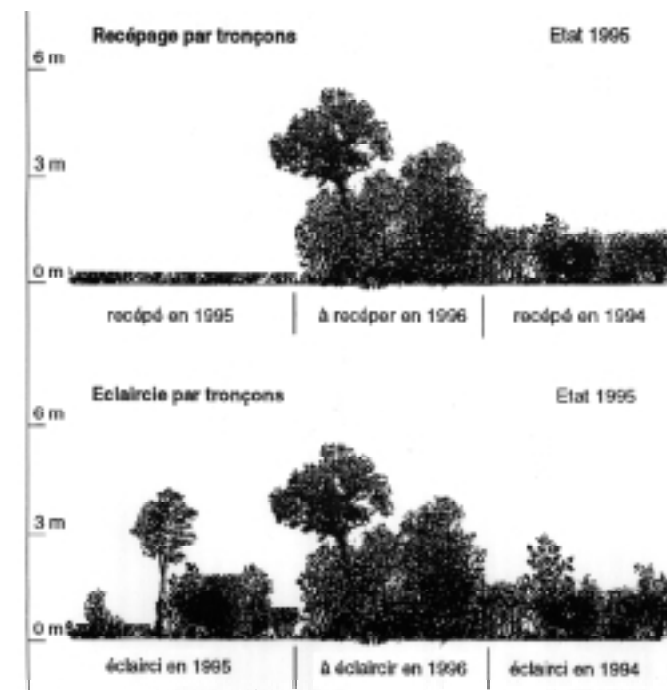 Recépage par tronçons Etat 1995
6 m
3 m
0 m
recépé en 1995 à recéper en 1996 recépé en 1994
Eclaircie par tronçons Etat 1995
6 m
3 m
0 m
éclairci en 1995 à éclaircir en 1996 éclairci en 1994